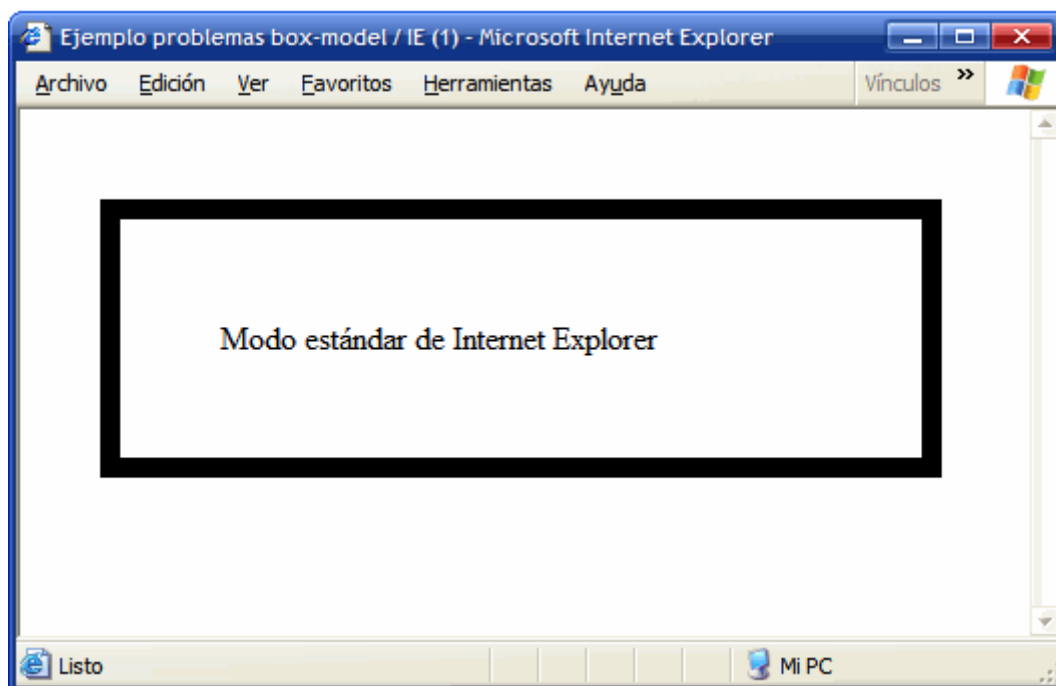 Ejemplo problemas box-model / IE (1) - Microsoft Internet Explorer
Archivo Edición Ver Favoritos Herramientas Ayuda Vínculos »
Modo estándar de Internet Explorer
Listo Mi PC